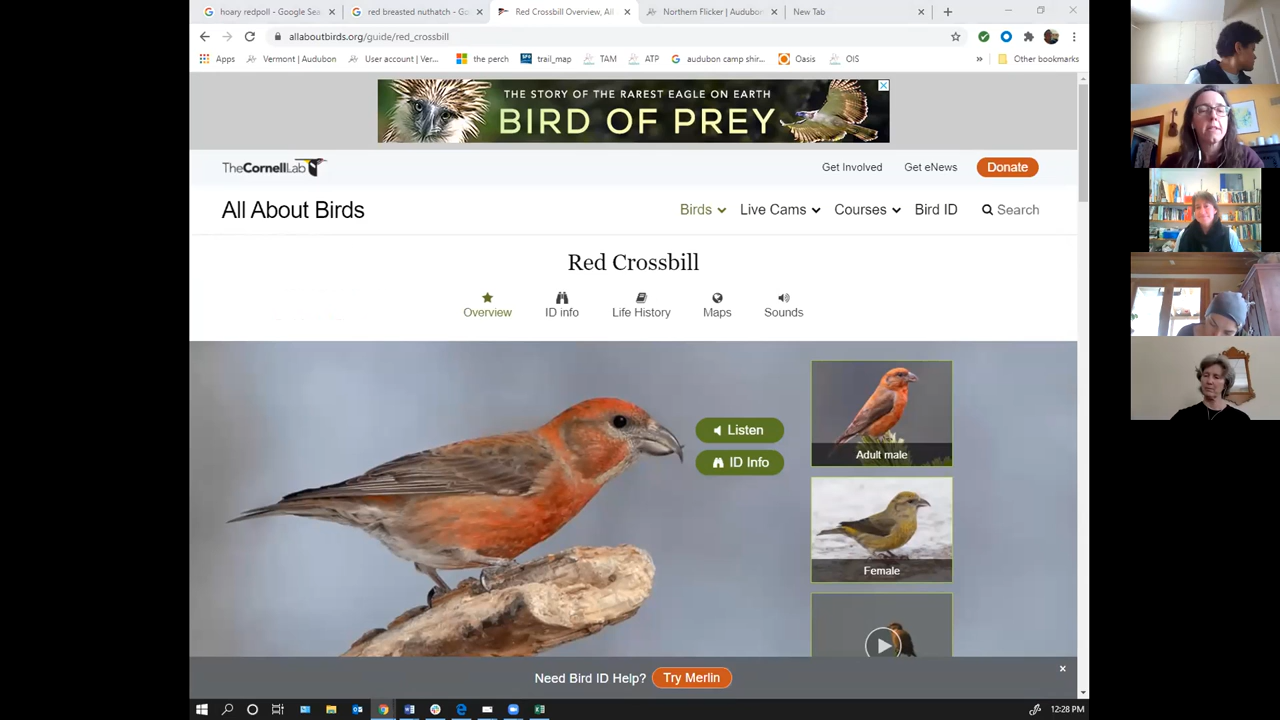 hoary redpoll - Google Sea
red breasted nuthatch - Go
Red Crossbill Overview, All
Northern Flicker | Audubon
New Tab
allaboutbirds.org/guide/red_crossbill
Apps
Vermont | Audubon
User account | Ver...
the perch
trail_map
TAM
ATP
audubon camp shir...
Oasis
OIS
»
Other bookmarks
THE STORY OF THE RAREST EAGLE ON EARTH
BIRD OF PREY
TheCornellLab
Get Involved
Get eNews
Donate
All About Birds
Birds
Live Cams
Courses
Bird ID
Search
Red Crossbill
Overview
ID info
Life History
Maps
Sounds
Listen
ID Info
Adult male
Female
Need Bird ID Help?
Try Merlin
12:28 PM